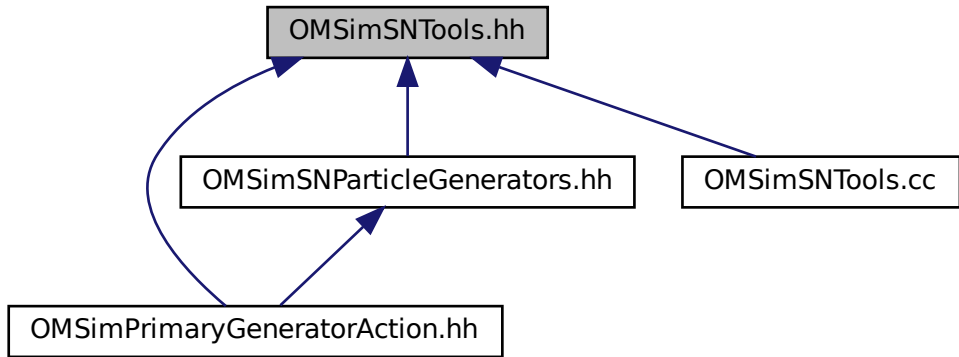 OMSimSNTools.hh
OMSimSNParticleGenerators.hh
OMSimSNTools.cc
OMSimPrimaryGeneratorAction.hh